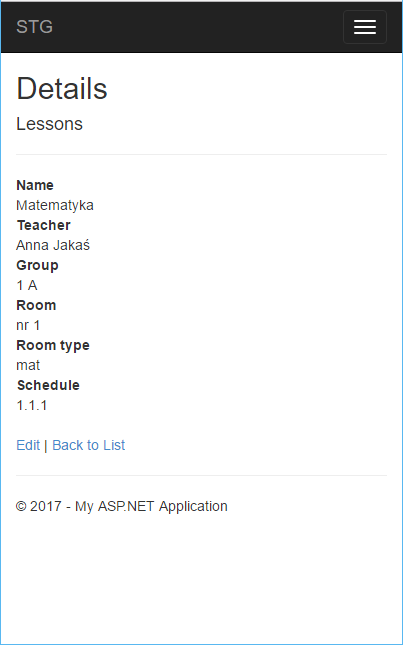 STG
Details
Lessons
Name
Matematyka
Teacher
Anna Jakaś
Group
1 A
Room
nr 1
Room type
mat
Schedule
1.1.1
Edit | Back to List
© 2017 - My ASP.NET Application